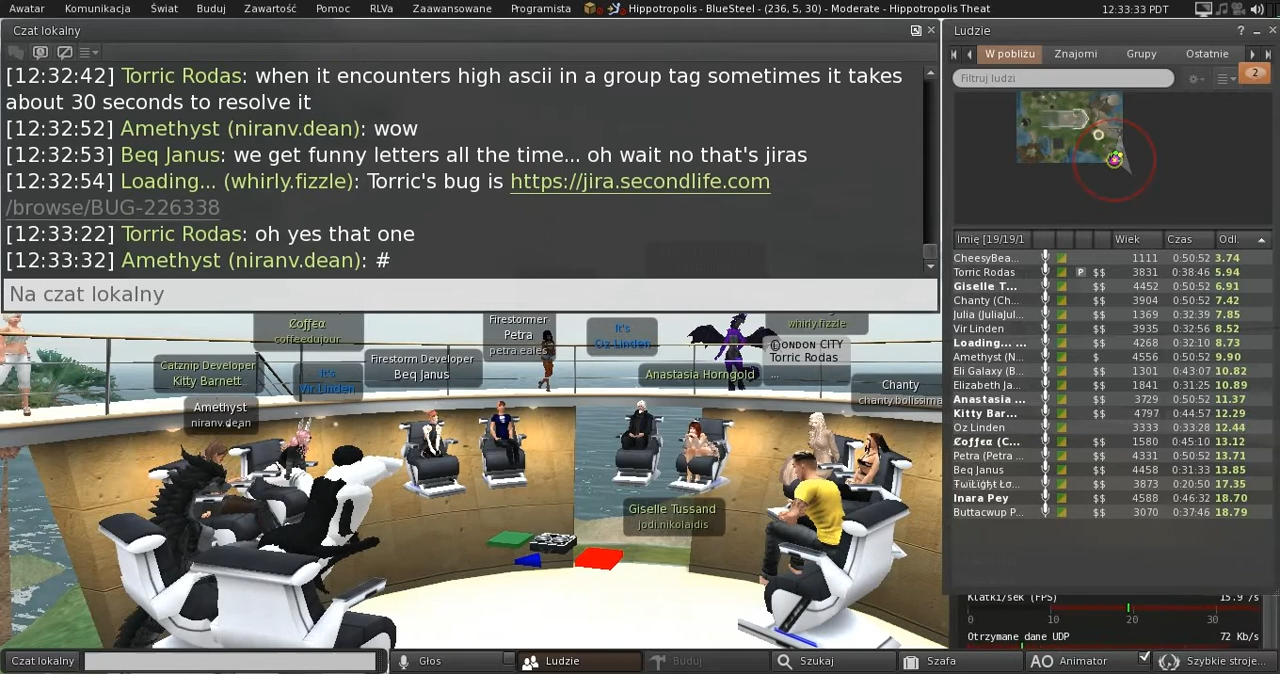 Awatar Komunikacja Świat Buduj Zawartość Pomoc RLVa Zaawansowane Programista Hippotropolis - BlueSteel - (236, 5, 30) - Moderate - Hippotropolis Theat 12:33:33 PDT
Czat lokalny
[12:32:42] Torric Rodas: when it encounters high ascii in a group tag sometimes it takes
about 30 seconds to resolve it
[12:32:52] Amethyst (niranv.dean): wow
[12:32:53] Beq Janus: we get funny letters all the time... oh wait no that's jiras
[12:32:54] Loading... (whirly.fizzle): Torric's bug is https://jira.secondlife.com
/browse/BUG-226338
[12:33:22] Torric Rodas: oh yes that one
[12:33:32] Amethyst (niranv.dean): #
Na czat lokalny
Ludzie ?
W pobliżu Znajomi Grupy Ostatnie
2
Filtruj ludzi
Imię [19/19/1 Wiek Czas Odl.
CheesyBea... 1111 0:50:52 3.74
Torric Rodas P $$ 3831 0:38:46 5.94
Giselle T... $$ 4452 0:50:52 6.91
Chanty (Ch... $$ 3904 0:50:52 7.42
Julia (JuliaJul... $$ 1369 0:32:39 7.85
Vir Linden $$ 3935 0:32:56 8.52
Loading... ... $$ 4268 0:32:10 8.73
Amethyst (N... $ 4556 0:50:52 9.90
Eli Galaxy (B... $$ 1301 0:43:07 10.82
Elizabeth Ja... $$ 1841 0:31:25 10.89
Anastasia ... $$ 3729 0:50:52 11.37
Kitty Bar... $$ 4797 0:44:57 12.29
Oz Linden 3333 0:33:28 12.44
Ȼσffєα (C... $$ 1580 0:45:10 13.12
Petra (Petra ... $$ 4331 0:50:52 13.71
Beq Janus $$ 4458 0:31:33 13.85
$$ 3873 0:20:50 17.35
Inara Pey $$ 4588 0:46:32 18.70
Buttacwup P... $$ 3070 0:37:46 18.79
Ȼσffєα
coffeedujour
Firestormer
Petra
petra.eales
It's
Oz Linden
whirly.fizzle
Catznip Developer
Kitty Barnett
It's
Vir Linden
Firestorm Developer
Beq Janus
Anastasia Horngold
Ⓛᴏɴᴅᴏɴ CITY
Torric Rodas
...
Chanty
chanty.bolissima
Amethyst
niranv.dean
Giselle Tussand
jodi.nikolaidis
Klatki/sek (FPS) 15.9 /s
0 10 20 30
Otrzymane dane UDP 72 Kb/s
Czat lokalny Głos Ludzie Buduj Szukaj Szafa AO Animator Szybkie stroje...